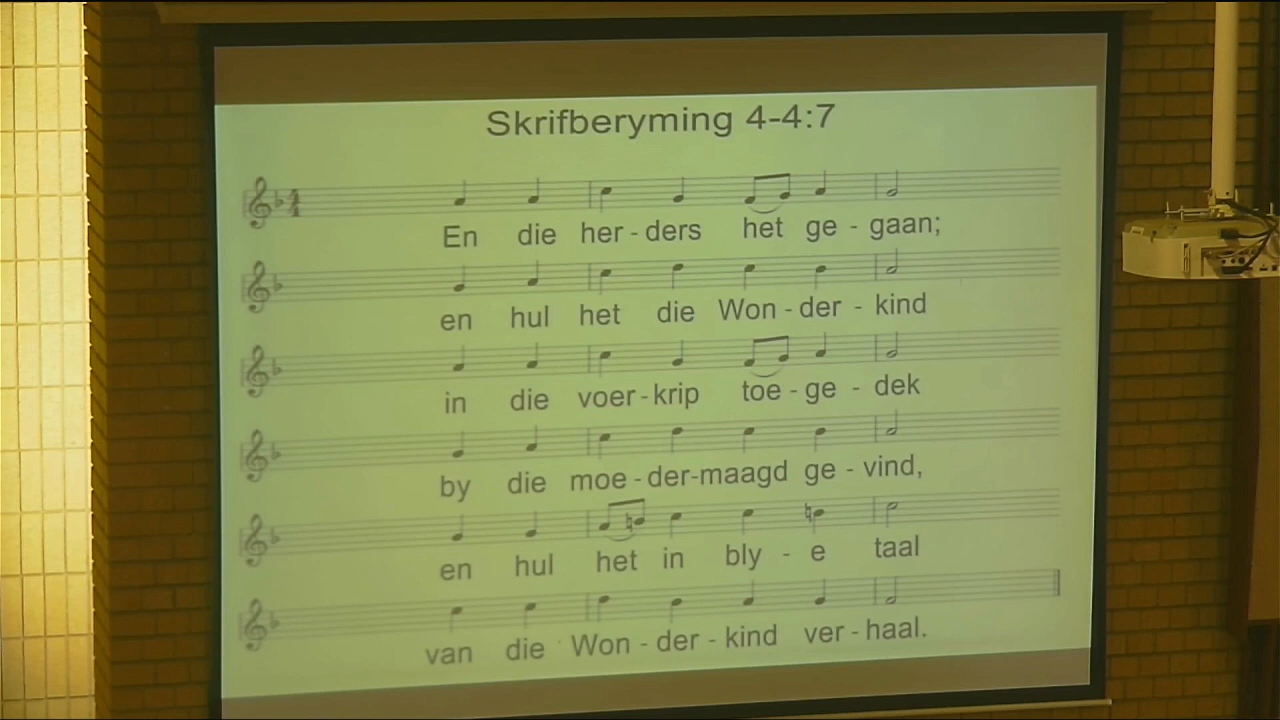 Skrifberyming 4-4:7
En die her - ders het ge - gaan;
en hul het die Won - der - kind
in die voer - krip toe - ge - dek
by die moe - der-maagd ge - vind,
en hul het in bly - e taal
van die Won - der - kind ver - haal.